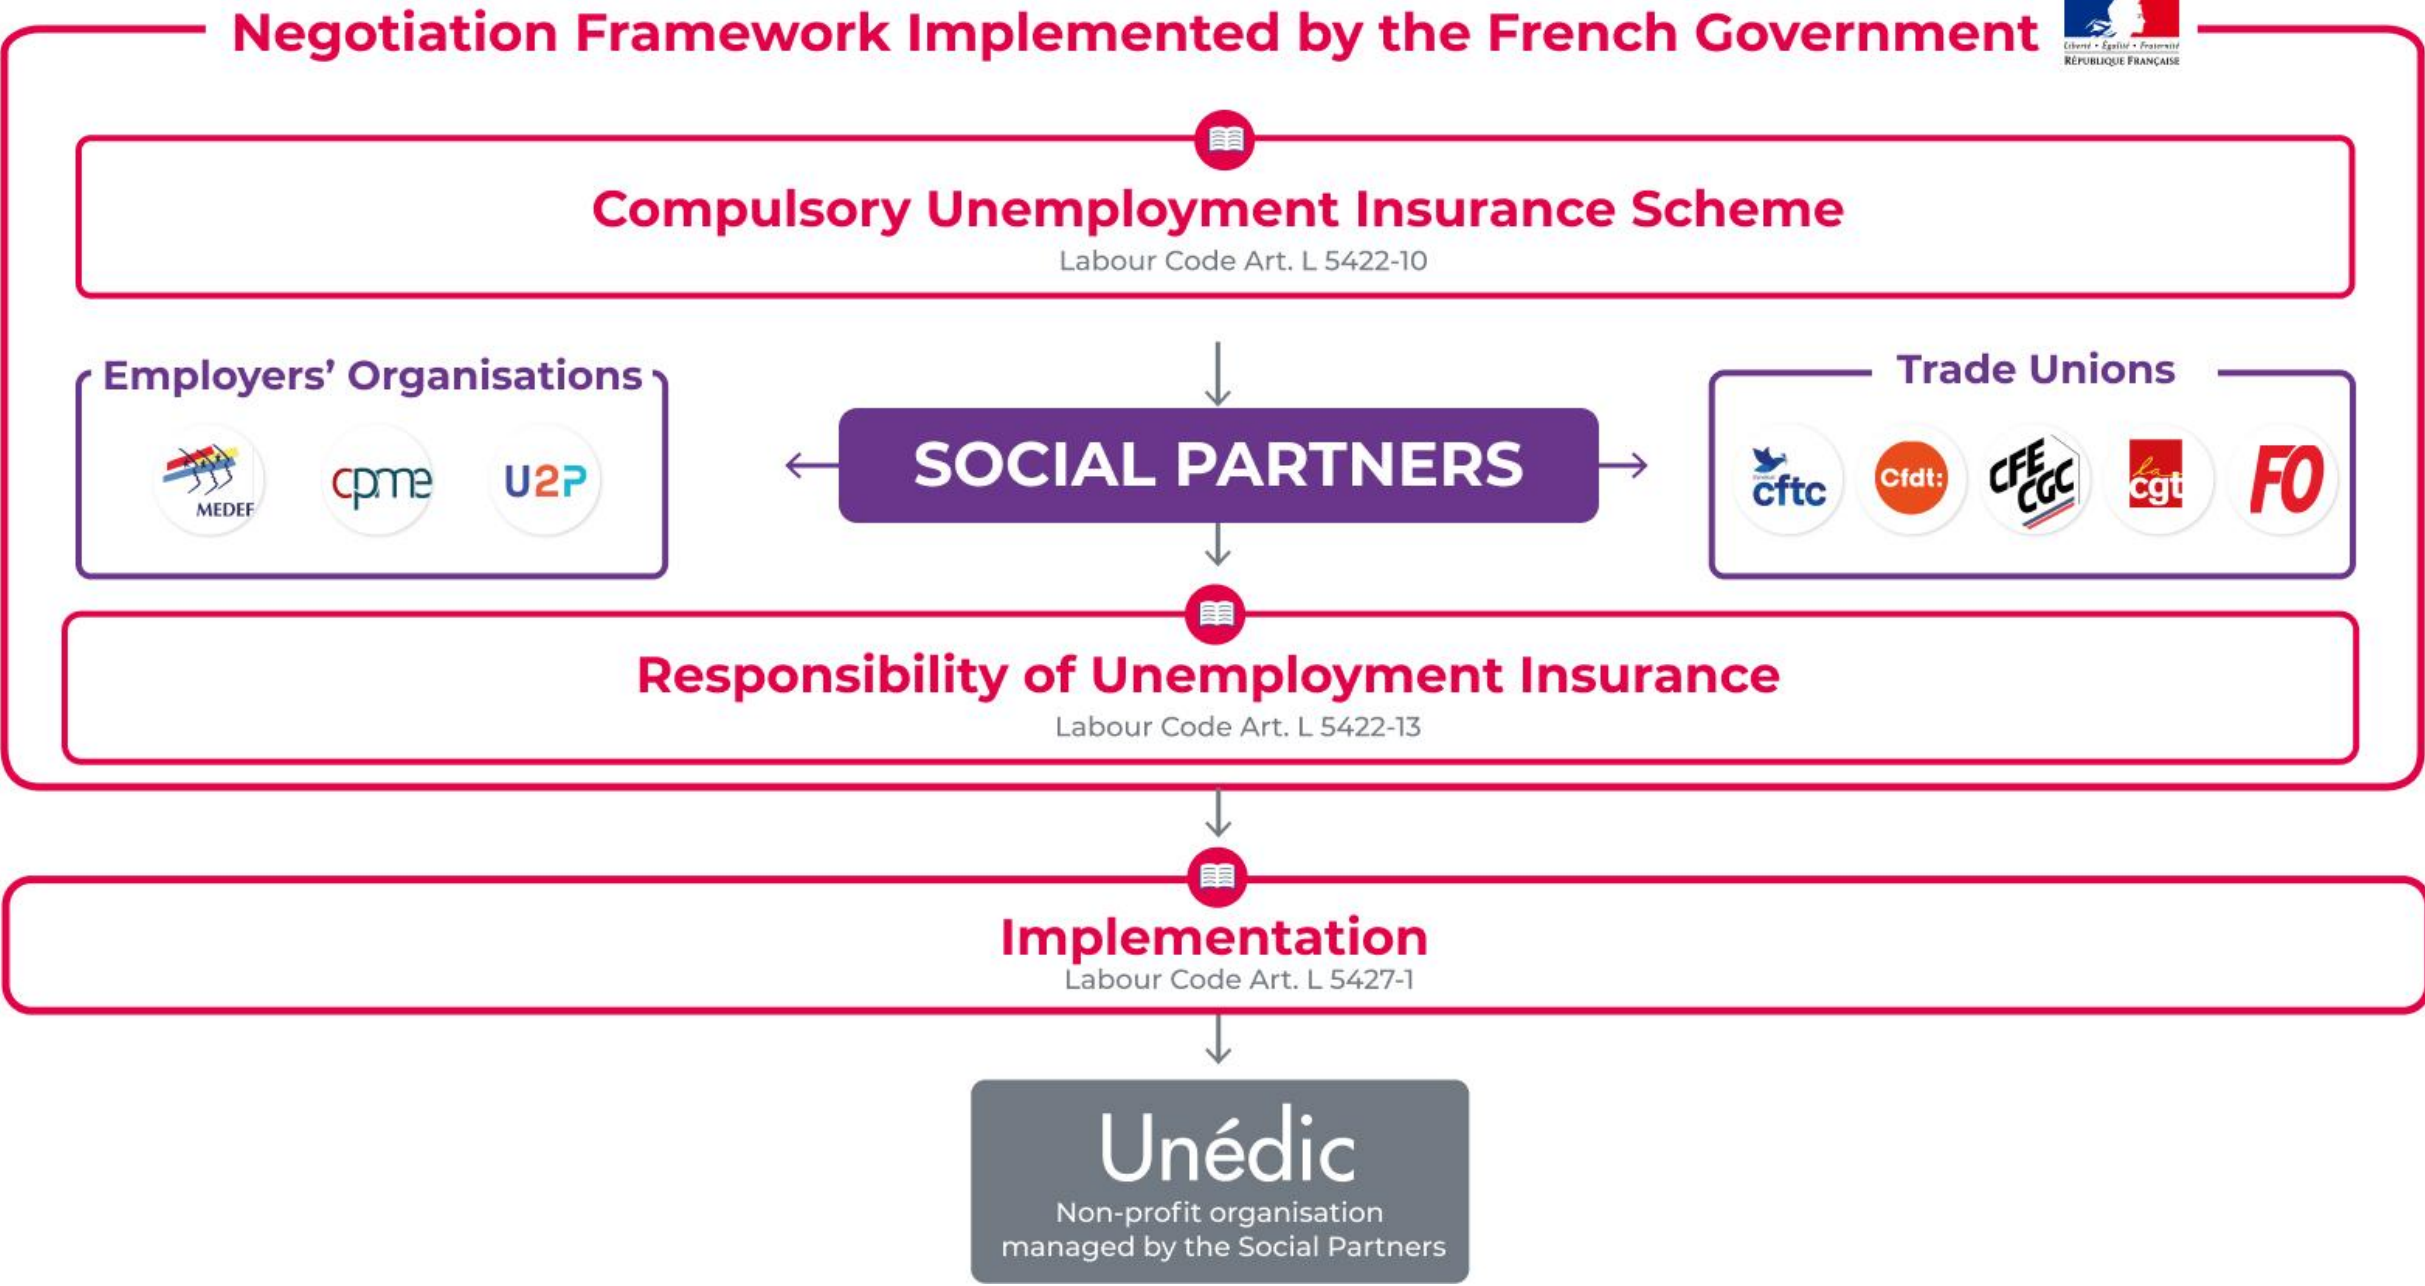 Negotiation Framework Implemented by the French Government
Liberté • Égalité • Fraternité
RÉPUBLIQUE FRANÇAISE
Compulsory Unemployment Insurance Scheme
Labour Code Art. L 5422-10
Employers’ Organisations
MEDEF
cpme
U2P
SOCIAL PARTNERS
Trade Unions
cftc
Cfdt:
CFE
CGC
la
cgt
FO
Responsibility of Unemployment Insurance
Labour Code Art. L 5422-13
Implementation
Labour Code Art. L 5427-1
Unédic
Non-profit organisation
managed by the Social Partners